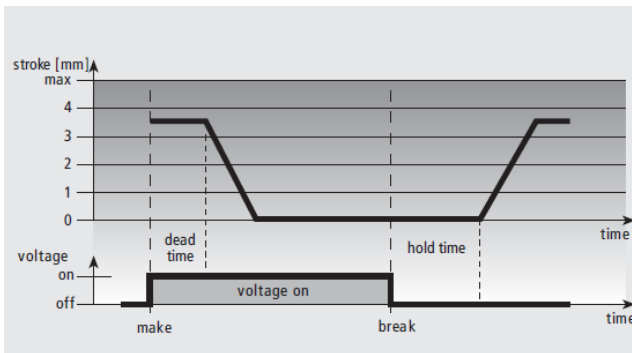 stroke [mm]
max
4
3
2
1
0
time
dead
time
hold time
voltage
on
voltage on
off
time
make
break